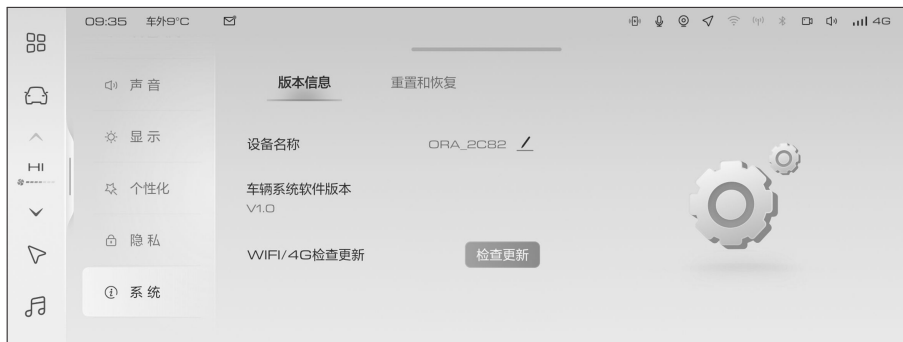 09:35 车外9°C 4G
HI
声音
显示
个性化
隐私
系统
版本信息 重置和恢复
设备名称 ORA_2C82
车辆系统软件版本
V1.0
WIFI/4G检查更新 检查更新